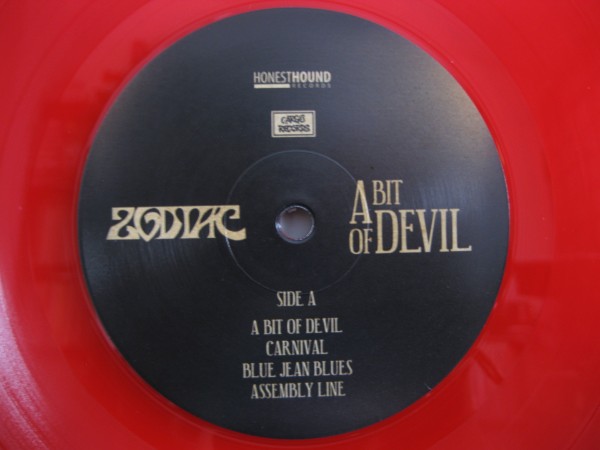 HONESTHOUND
RECORDS
CARGO
RECORDS
ZODIAC
A BIT
OF DEVIL
SIDE A
A BIT OF DEVIL
CARNIVAL
BLUE JEAN BLUES
ASSEMBLY LINE